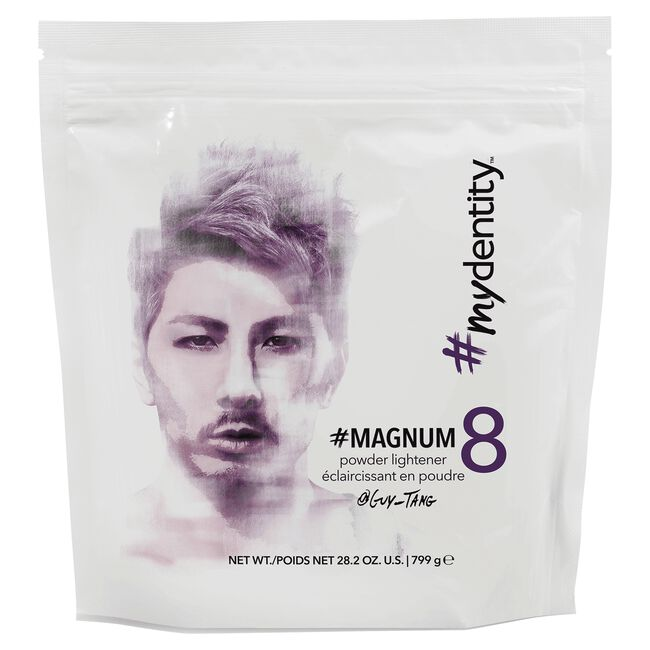 #mydentity™
#MAGNUM 8
powder lightener
éclaircissant en poudre
@GUY_TANG
NET WT./POIDS NET 28.2 OZ. U.S. | 799 g ℮